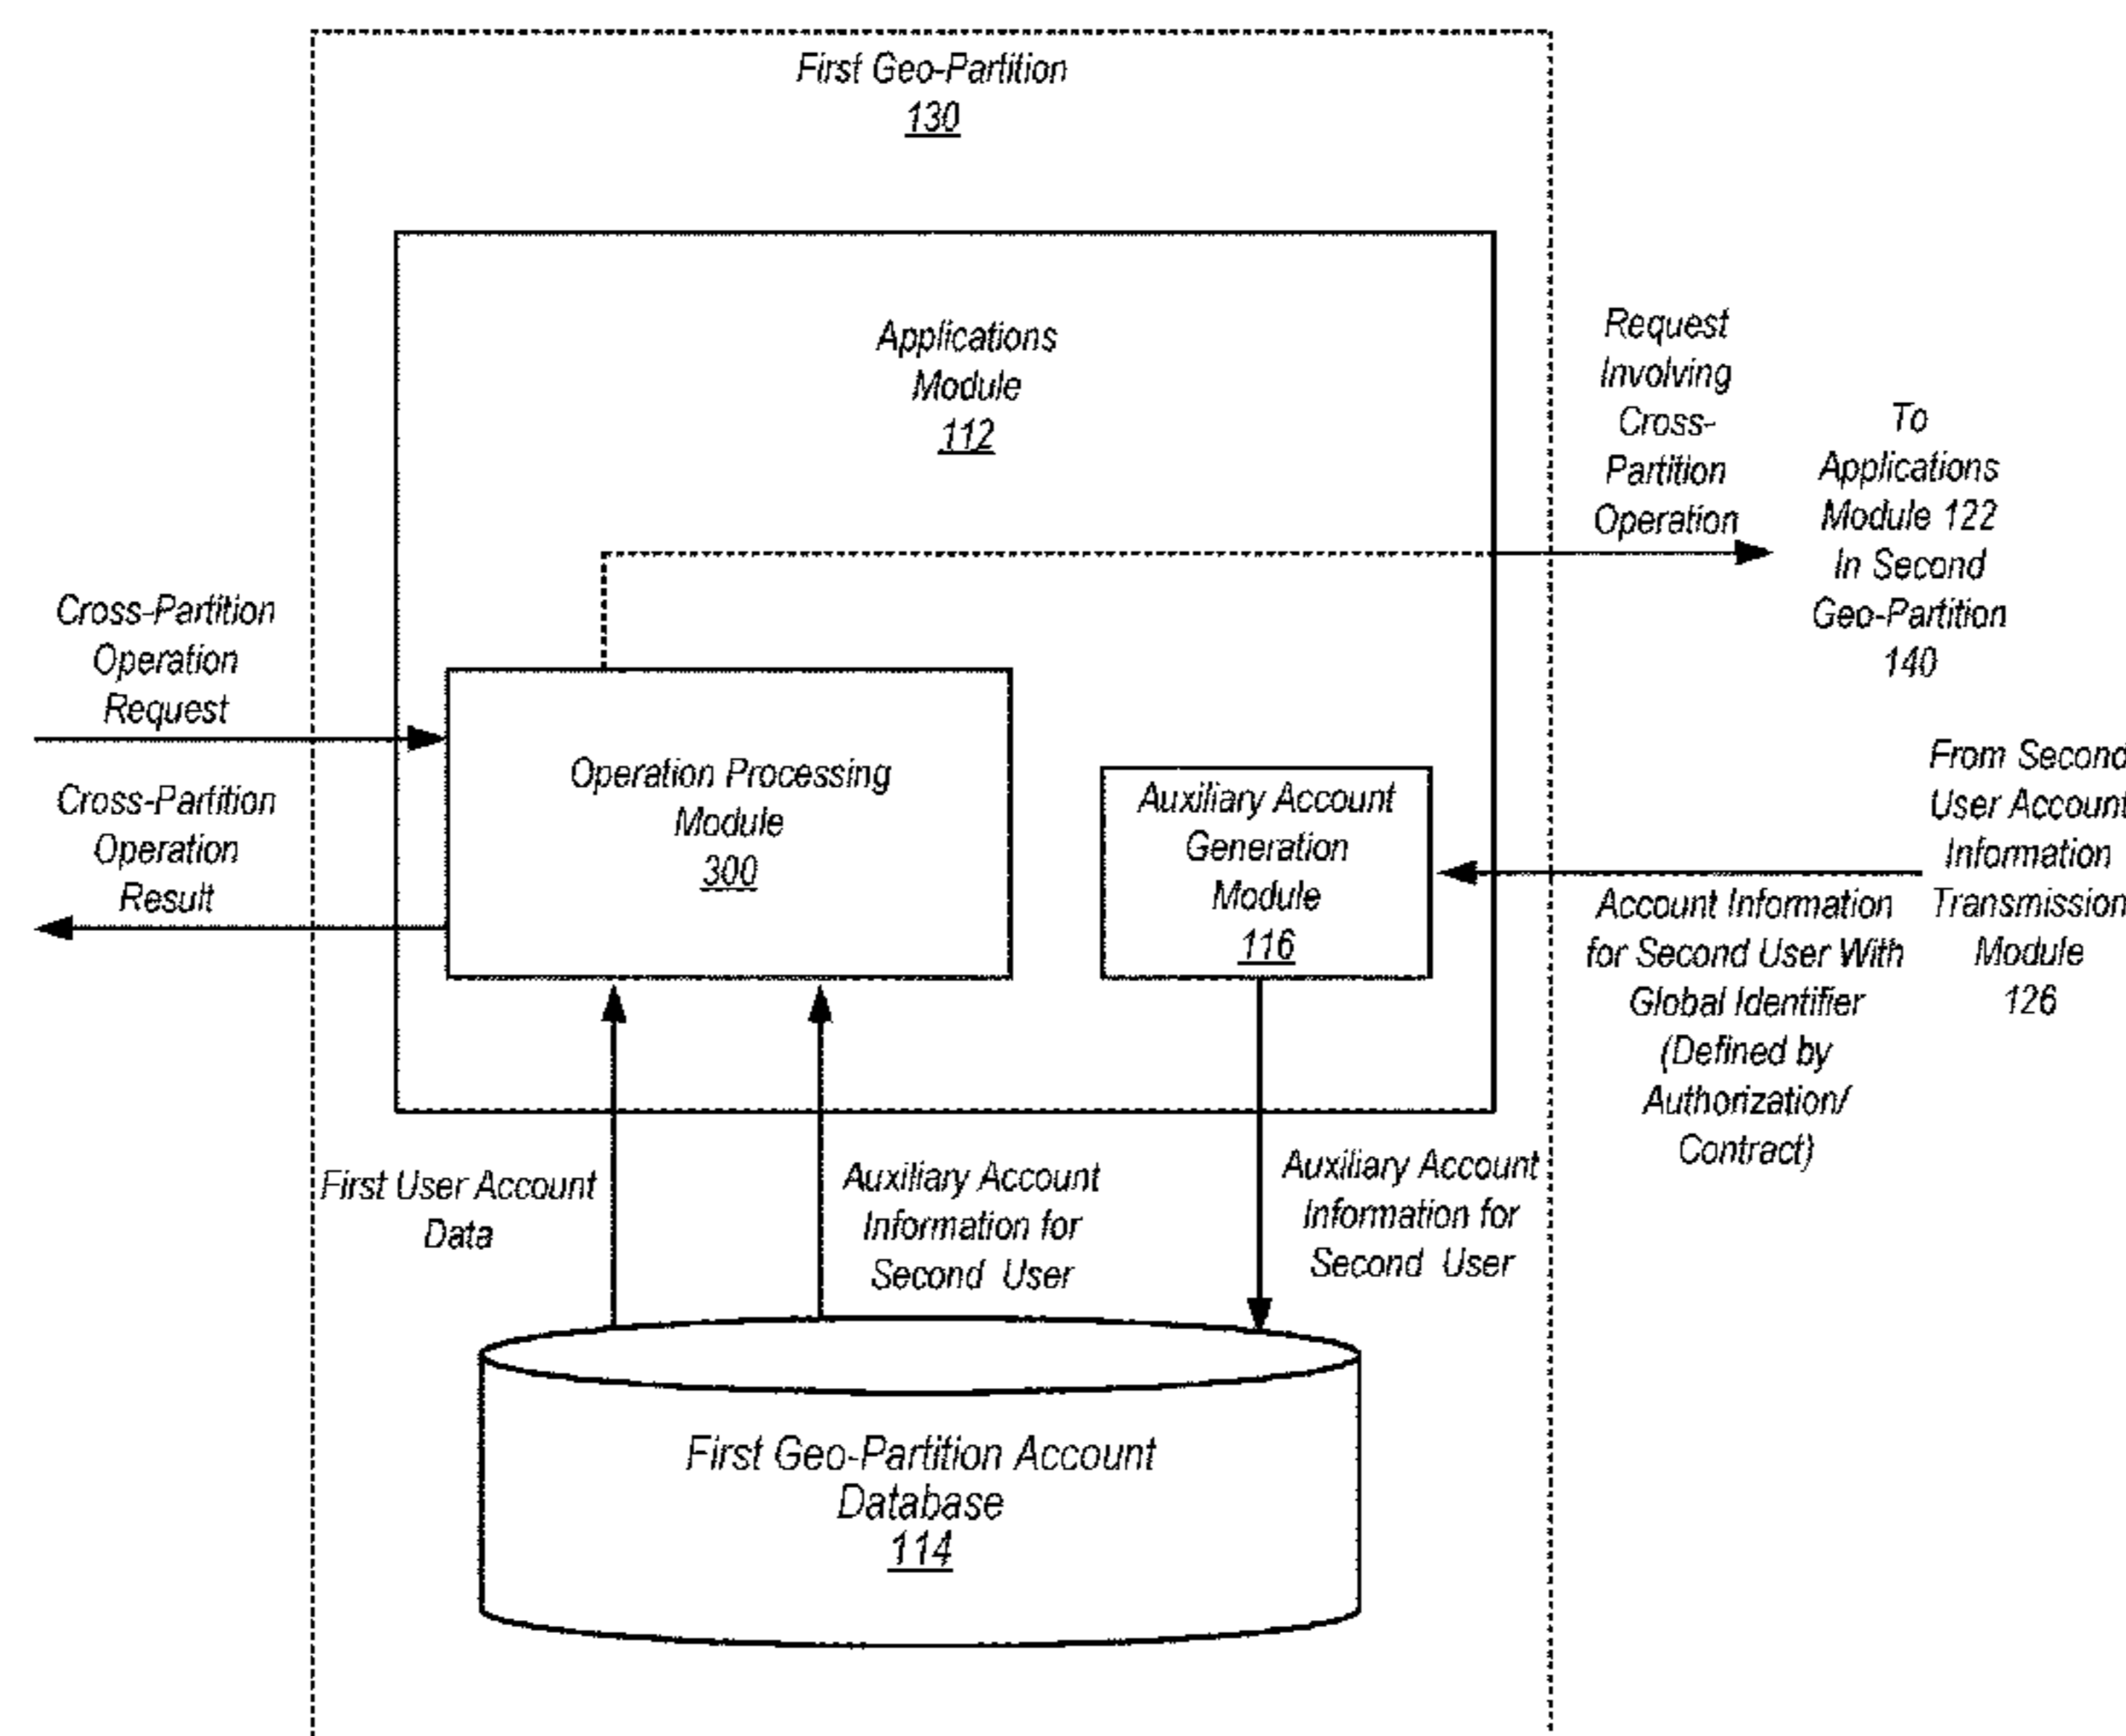 First Geo-Partition
130
Applications
Module
112
Request
Involving
Cross-
Partition
Operation
To
Applications
Module 122
In Second
Geo-Partition
140
Cross-Partition
Operation
Request
Cross-Partition
Operation
Result
Operation Processing
Module
300
Auxiliary Account
Generation
Module
116
From Second
User Account
Information
Transmission
Module
126
Account Information
for Second User With
Global Identifier
(Defined by
Authorization/
Contract)
First User Account
Data
Auxiliary Account
Information for
Second User
Auxiliary Account
Information for
Second User
First Geo-Partition Account
Database
114